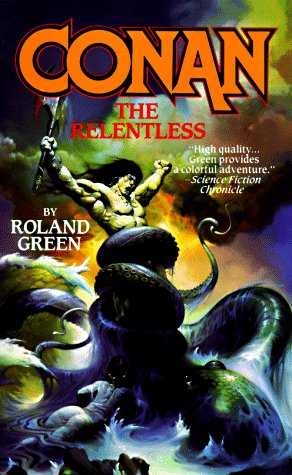 CONAN
THE
RELENTLESS
"High quality...
Green provides
a colorful adventure."
-Science Fiction
Chronicle
BY
ROLAND
GREEN